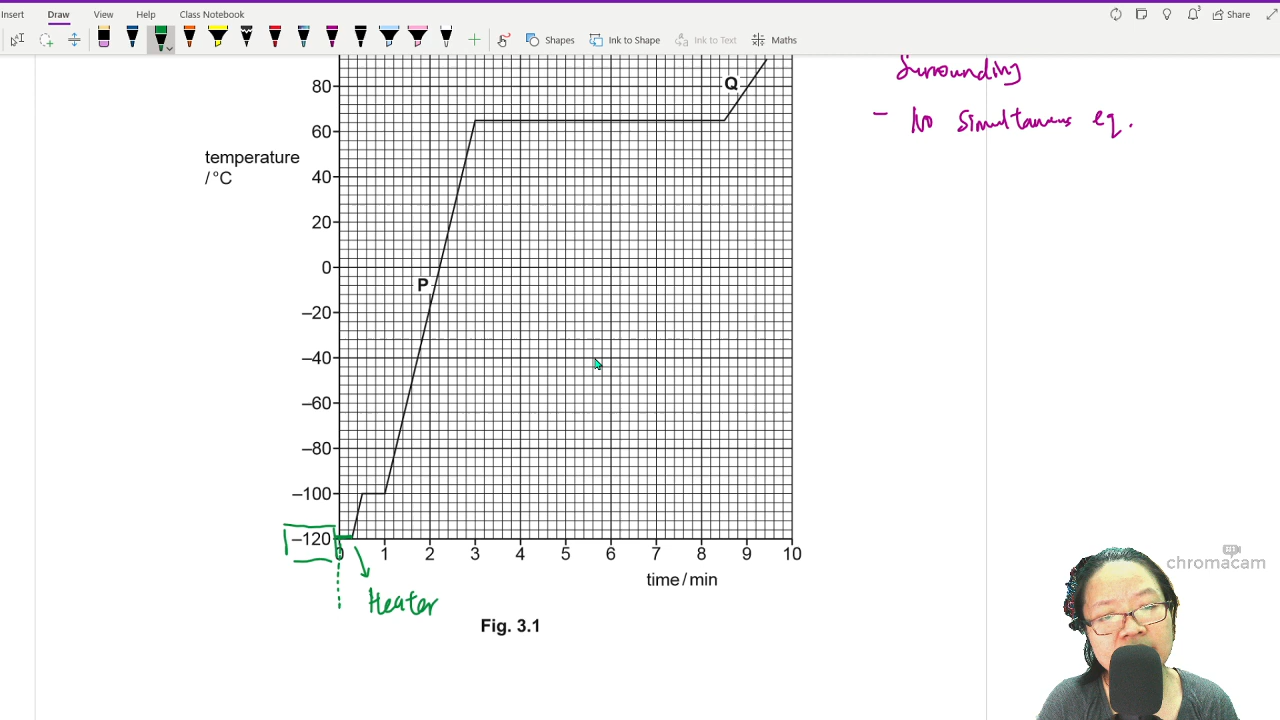 Insert Draw View Help Class Notebook 3 Share
Shapes Ink to Shape Ink to Text Maths
Surrounding
- No simultaneous eq.
80
Q
60
temperature
/ °C
40
20
0
P
–20
–40
–60
–80
–100
–120
0 1 2 3 4 5 6 7 8 9 10
time / min
Heater
Fig. 3.1
chromacam